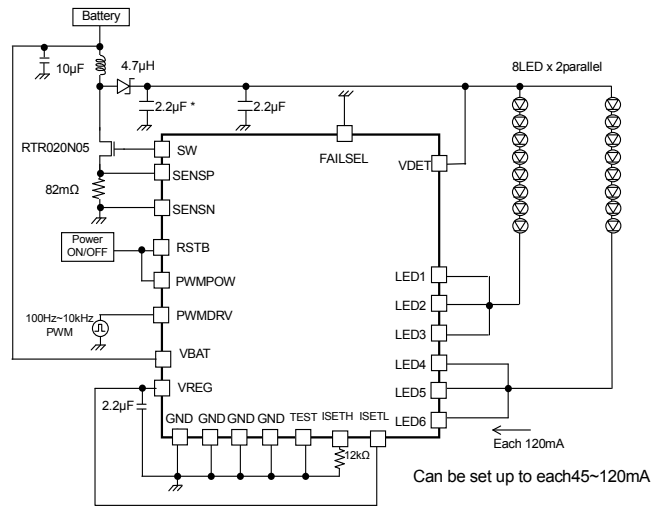 Battery
10μF
4.7μH
8LED x 2parallel
2.2μF *
2.2μF
RTR020N05
SW
FAILSEL
VDET
SENSP
82mΩ
SENSN
Power
ON/OFF
RSTB
PWMPOW
LED1
LED2
100Hz~10kHz
PWM
PWMDRV
LED3
VBAT
LED4
VREG
LED5
2.2μF
GND GND GND GND TEST ISETH ISETL
LED6
Each 120mA
12kΩ
Can be set up to each45~120mA